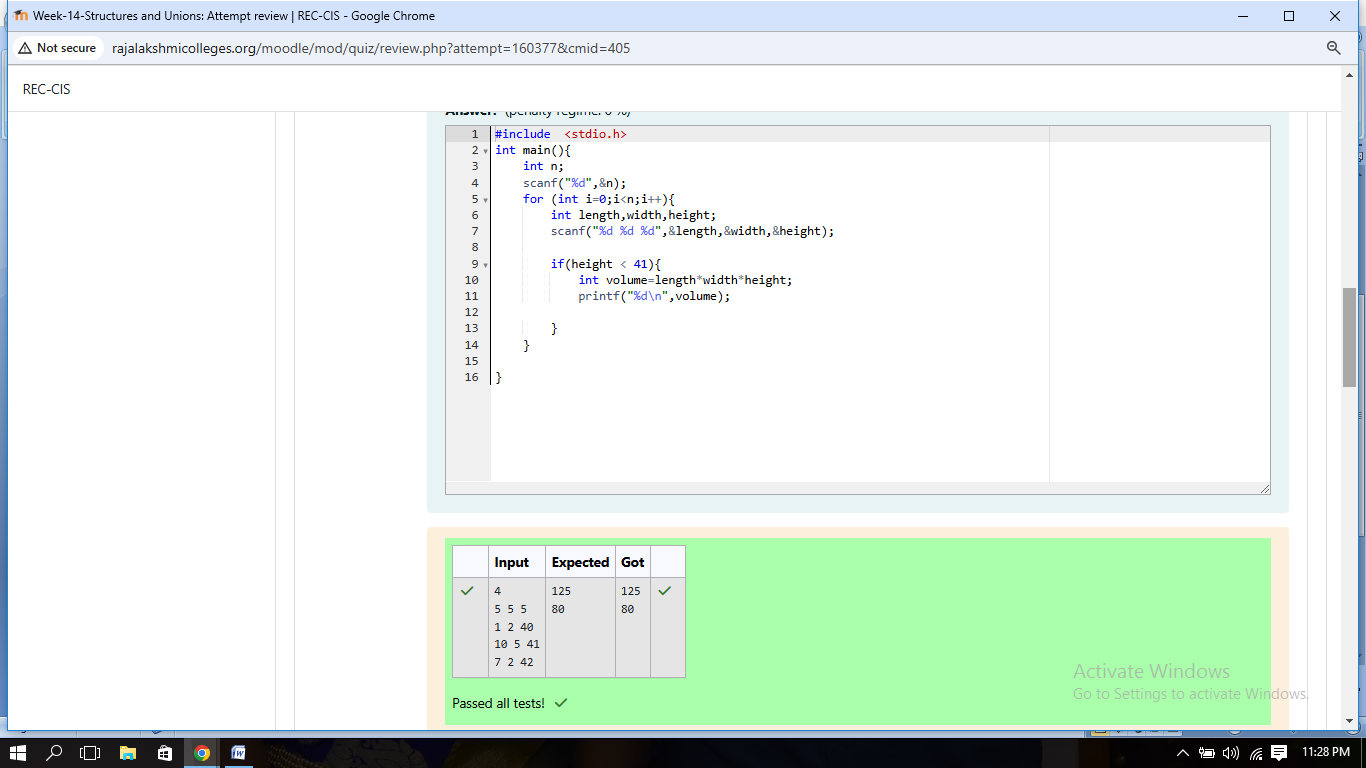 Week-14-Structures and Unions: Attempt review | REC-CIS - Google Chrome
Not secure rajalakshmicolleges.org/moodle/mod/quiz/review.php?attempt=160377&cmid=405
REC-CIS
Answer: (penalty regime: 0 %)
1 #include <stdio.h>
2 int main(){
3 int n;
4 scanf("%d",&n);
5 for (int i=0;i<n;i++){
6 int length,width,height;
7 scanf("%d %d %d",&length,&width,&height);
8
9 if(height < 41){
10 int volume=length*width*height;
11 printf("%d\n",volume);
12
13 }
14 }
15
16 }
Input Expected Got
4 125 125
5 5 5 80 80
1 2 40
10 5 41
7 2 42
Passed all tests!
Activate Windows
Go to Settings to activate Windows.
11:28 PM